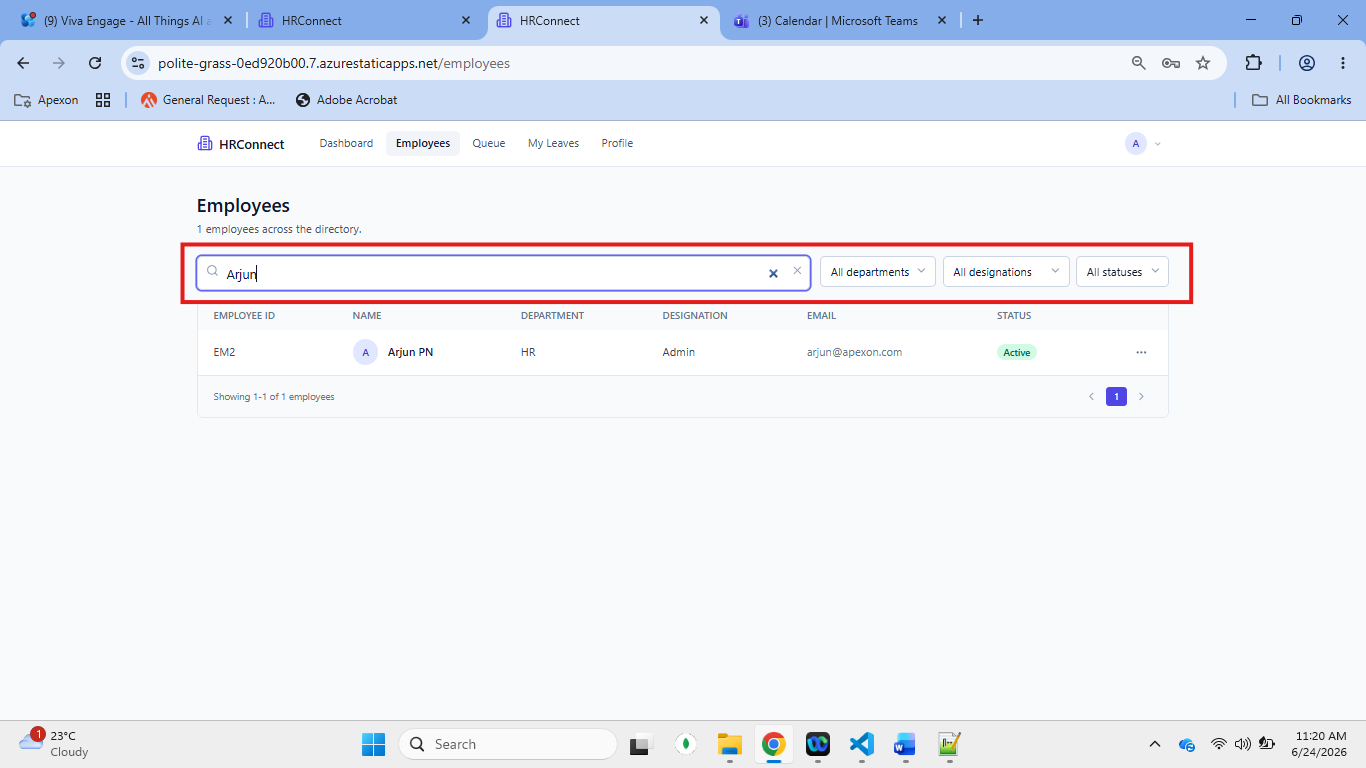 (9) Viva Engage - All Things AI a
HRConnect
HRConnect
(3) Calendar | Microsoft Teams
polite-grass-0ed920b00.7.azurestaticapps.net/employees
Apexon
General Request : A...
Adobe Acrobat
All Bookmarks
HRConnect
Dashboard
Employees
Queue
My Leaves
Profile
A
Employees
1 employees across the directory.
Arjun
All departments
All designations
All statuses
EMPLOYEE ID NAME DEPARTMENT DESIGNATION EMAIL STATUS
EM2 A Arjun PN HR Admin arjun@apexon.com Active
Showing 1-1 of 1 employees
1
1
23°C
Cloudy
Search
11:20 AM
6/24/2026